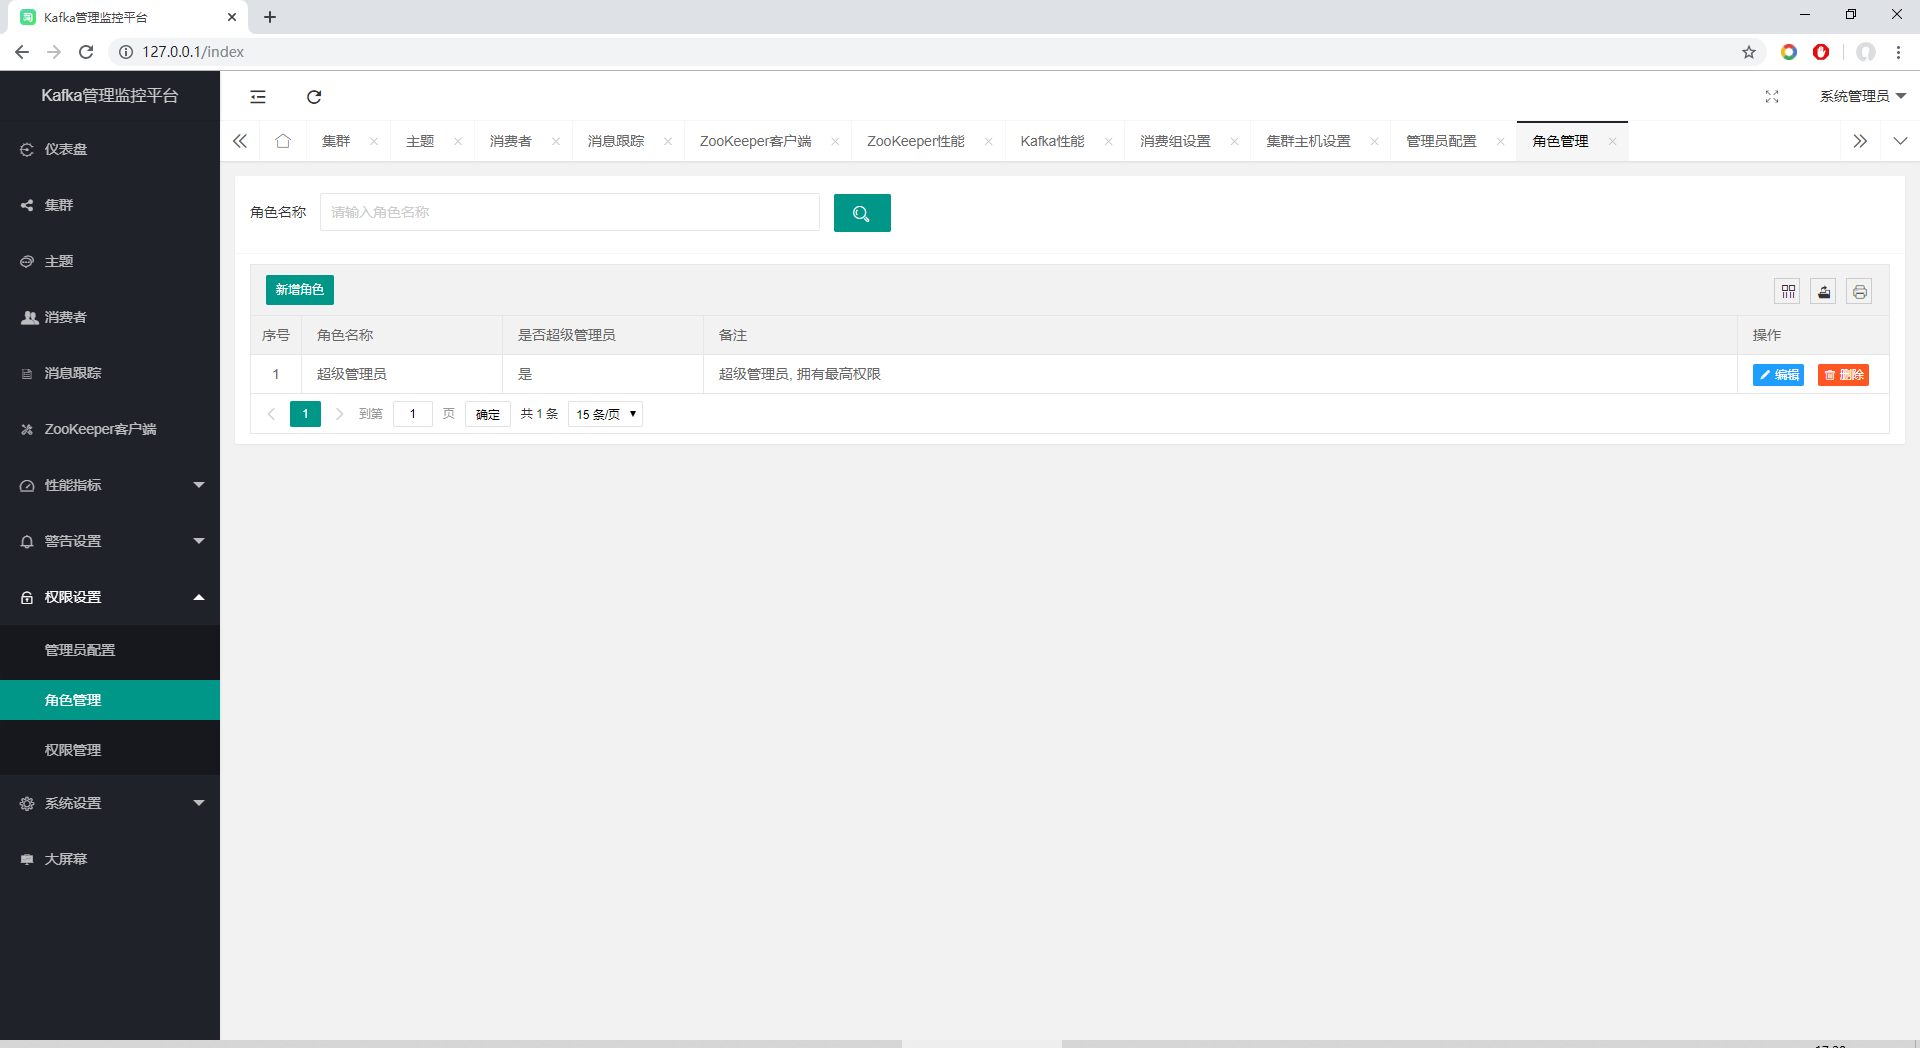 Kafka管理监控平台
127.0.0.1/index
Kafka管理监控平台
系统管理员
集群 主题 消费者 消息跟踪 ZooKeeper客户端 ZooKeeper性能 Kafka性能 消费组设置 集群主机设置 管理员配置 角色管理
仪表盘
集群
主题
消费者
消息跟踪
ZooKeeper客户端
性能指标
警告设置
权限设置
管理员配置
角色管理
权限管理
系统设置
大屏幕
角色名称 请输入角色名称
新增角色
序号 角色名称 是否超级管理员 备注 操作
1 超级管理员 是 超级管理员, 拥有最高权限 编辑 删除
1 到第 1 页 确定 共 1 条 15 条/页